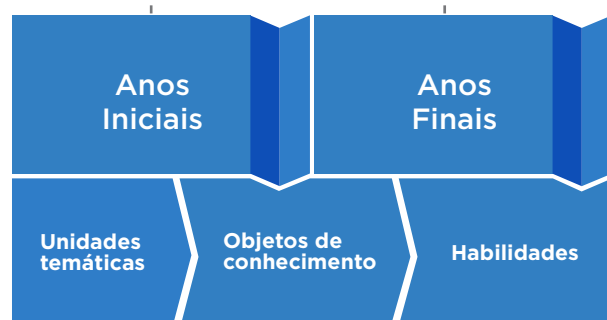 Anos
Iniciais
Anos
Finais
Unidades
temáticas
Objetos de
conhecimento
Habilidades